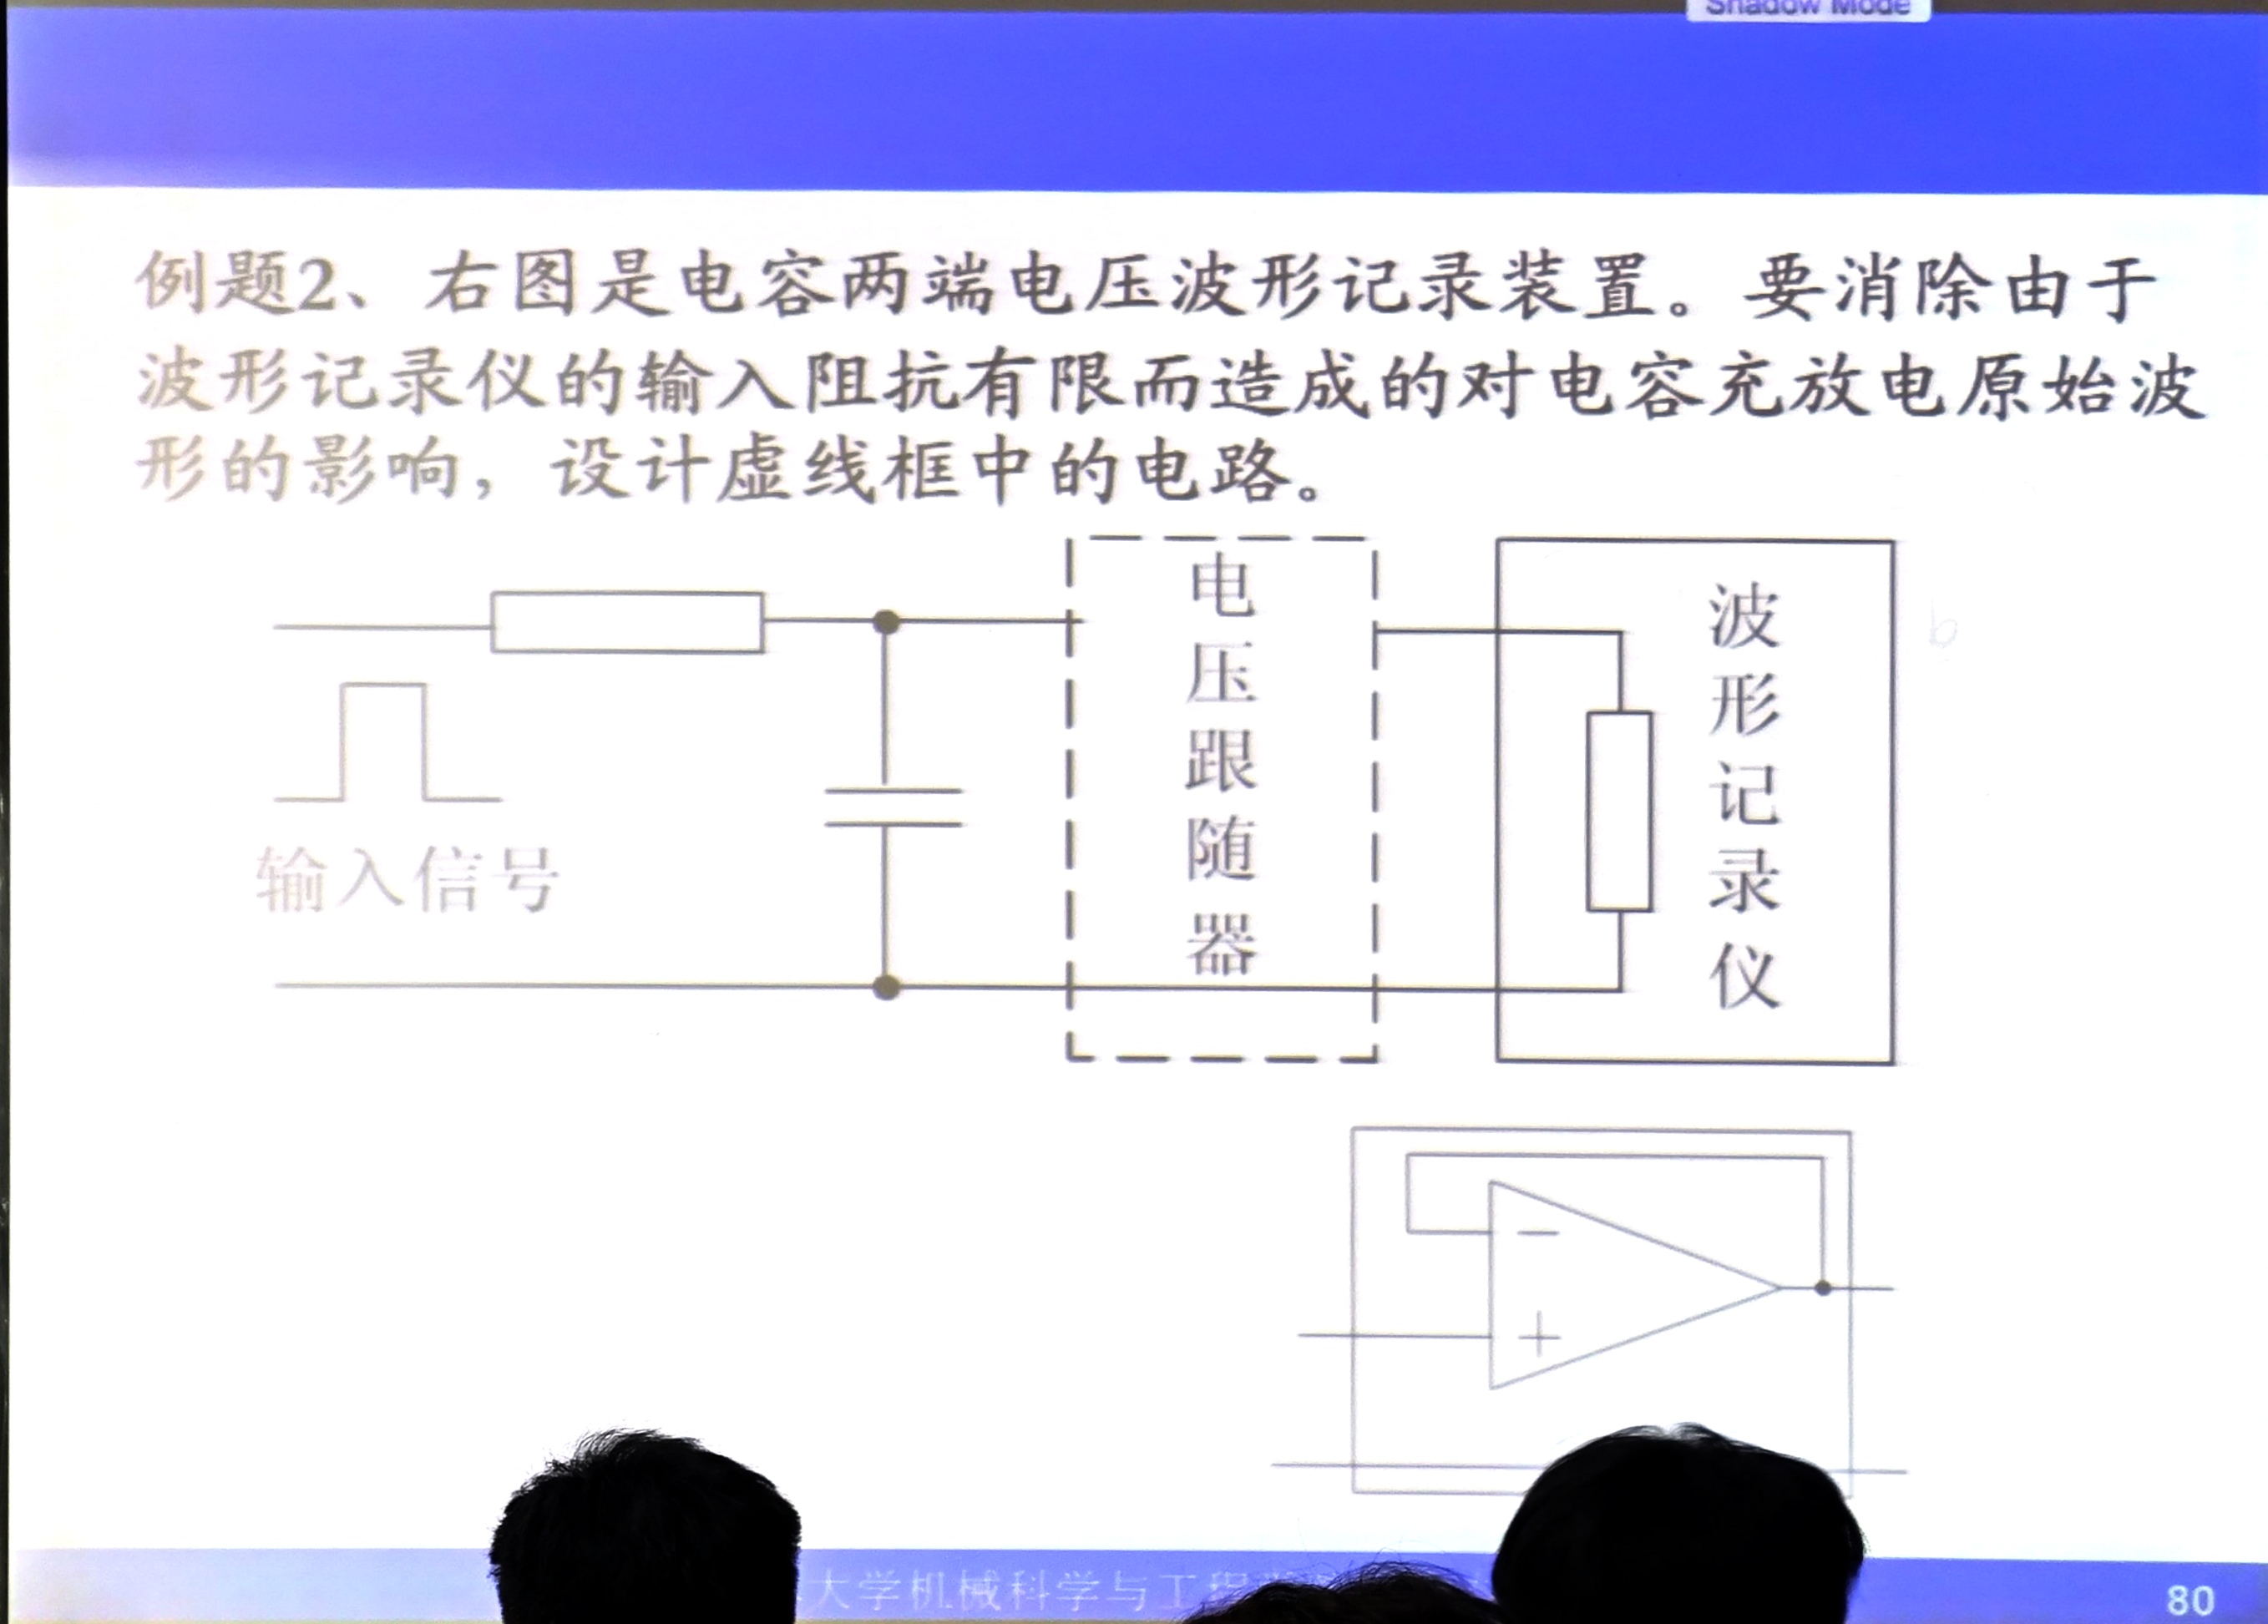 Shadow Mode
例题2、右图是电容两端电压波形记录装置。要消除由于
波形记录仪的输入阻抗有限而造成的对电容充放电原始波
形的影响，设计虚线框中的电路。
输入信号
电压跟随器
波形记录仪
−
+
大学机械科学与工程
80